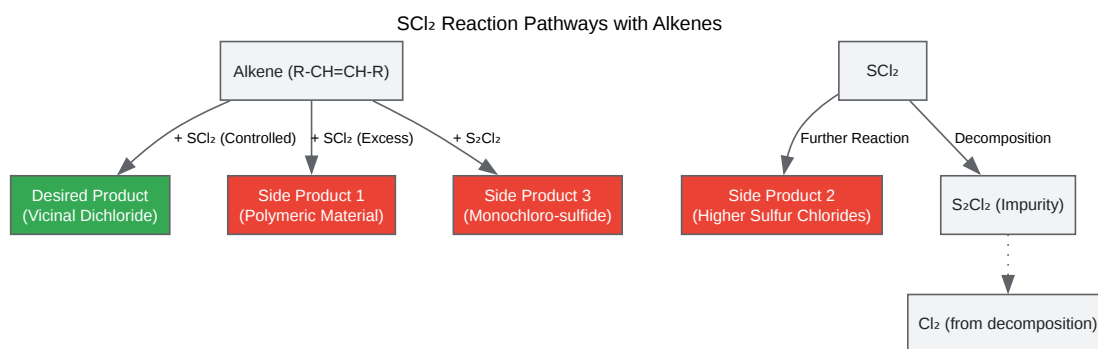 SCl₂ Reaction Pathways with Alkenes
Alkene (R-CH=CH-R)
SCl₂
+ SCl₂ (Controlled)
+ SCl₂ (Excess)
+ S₂Cl₂
Further Reaction
Decomposition
Desired Product
(Vicinal Dichloride)
Side Product 1
(Polymeric Material)
Side Product 3
(Monochloro-sulfide)
Side Product 2
(Higher Sulfur Chlorides)
S₂Cl₂ (Impurity)
Cl₂ (from decomposition)